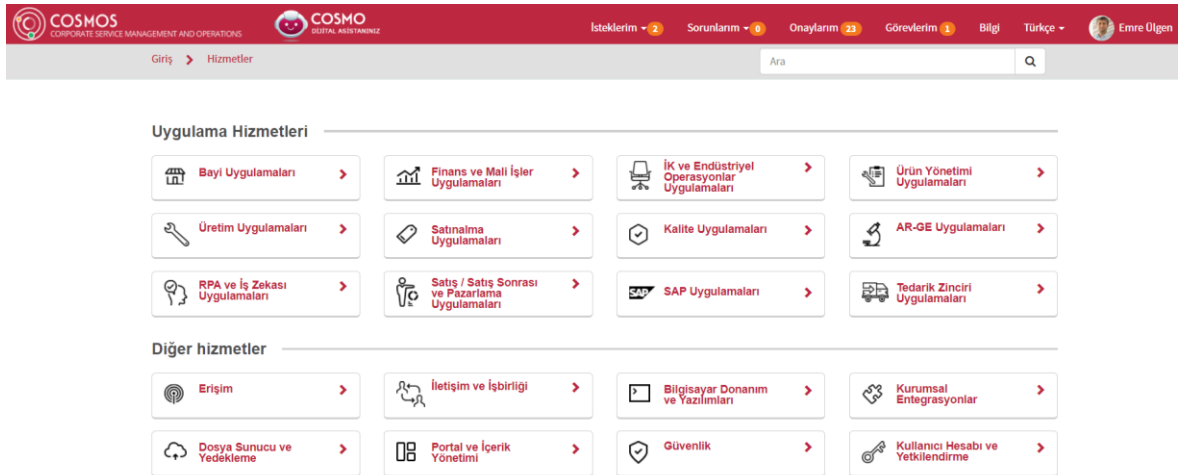 COSMOS
CORPORATE SERVICE MANAGEMENT AND OPERATIONS
COSMO
DİJİTAL ASİSTANINIZ
İsteklerim 2 Sorunlarım 0 Onaylarım 23 Görevlerim 1 Bilgi Türkçe Emre Ülgen
Giriş Hizmetler
Ara
Uygulama Hizmetleri
Bayi Uygulamaları
Finans ve Mali İşler
Uygulamaları
İK ve Endüstriyel
Operasyonlar
Uygulamaları
Ürün Yönetimi
Uygulamaları
Üretim Uygulamaları
Satınalma
Uygulamaları
Kalite Uygulamaları
AR-GE Uygulamaları
RPA ve İş Zekası
Uygulamaları
Satış / Satış Sonrası
ve Pazarlama
Uygulamaları
SAP
SAP Uygulamaları
Tedarik Zinciri
Uygulamaları
Diğer hizmetler
Erişim
İletişim ve İşbirliği
Bilgisayar Donanım
ve Yazılımları
Kurumsal
Entegrasyonlar
Dosya Sunucu ve
Yedekleme
Portal ve İçerik
Yönetimi
Güvenlik
Kullanıcı Hesabı ve
Yetkilendirme